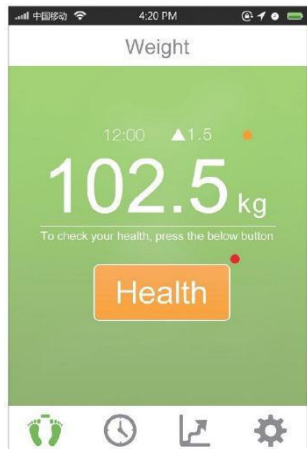 中国移动 4:20 PM
Weight
12:00 ▲1.5
102.5 kg
To check your health, press the below button
Health